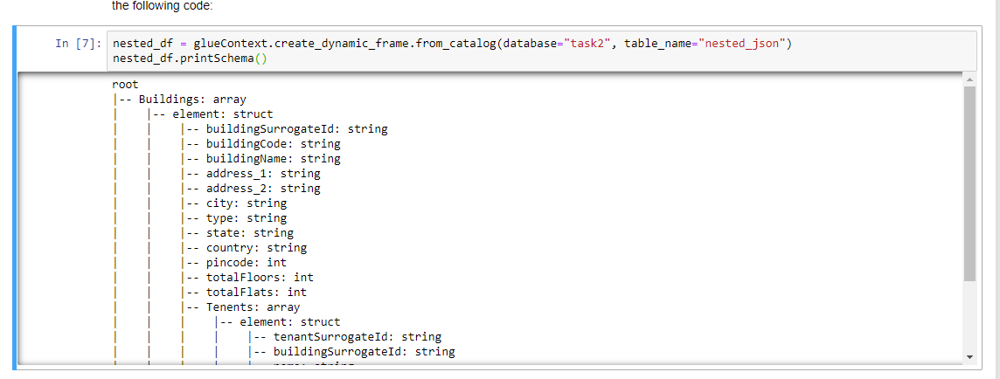 the following code:
In [7]: nested_df = glueContext.create_dynamic_frame.from_catalog(database="task2", table_name="nested_json")
nested_df.printSchema()
root
|-- Buildings: array
|    |-- element: struct
|    |    |-- buildingSurrogateId: string
|    |    |-- buildingCode: string
|    |    |-- buildingName: string
|    |    |-- address_1: string
|    |    |-- address_2: string
|    |    |-- city: string
|    |    |-- type: string
|    |    |-- state: string
|    |    |-- country: string
|    |    |-- pincode: int
|    |    |-- totalFloors: int
|    |    |-- totalFlats: int
|    |    |-- Tenents: array
|    |    |    |-- element: struct
|    |    |    |    |-- tenantSurrogateId: string
|    |    |    |    |-- buildingSurrogateId: string